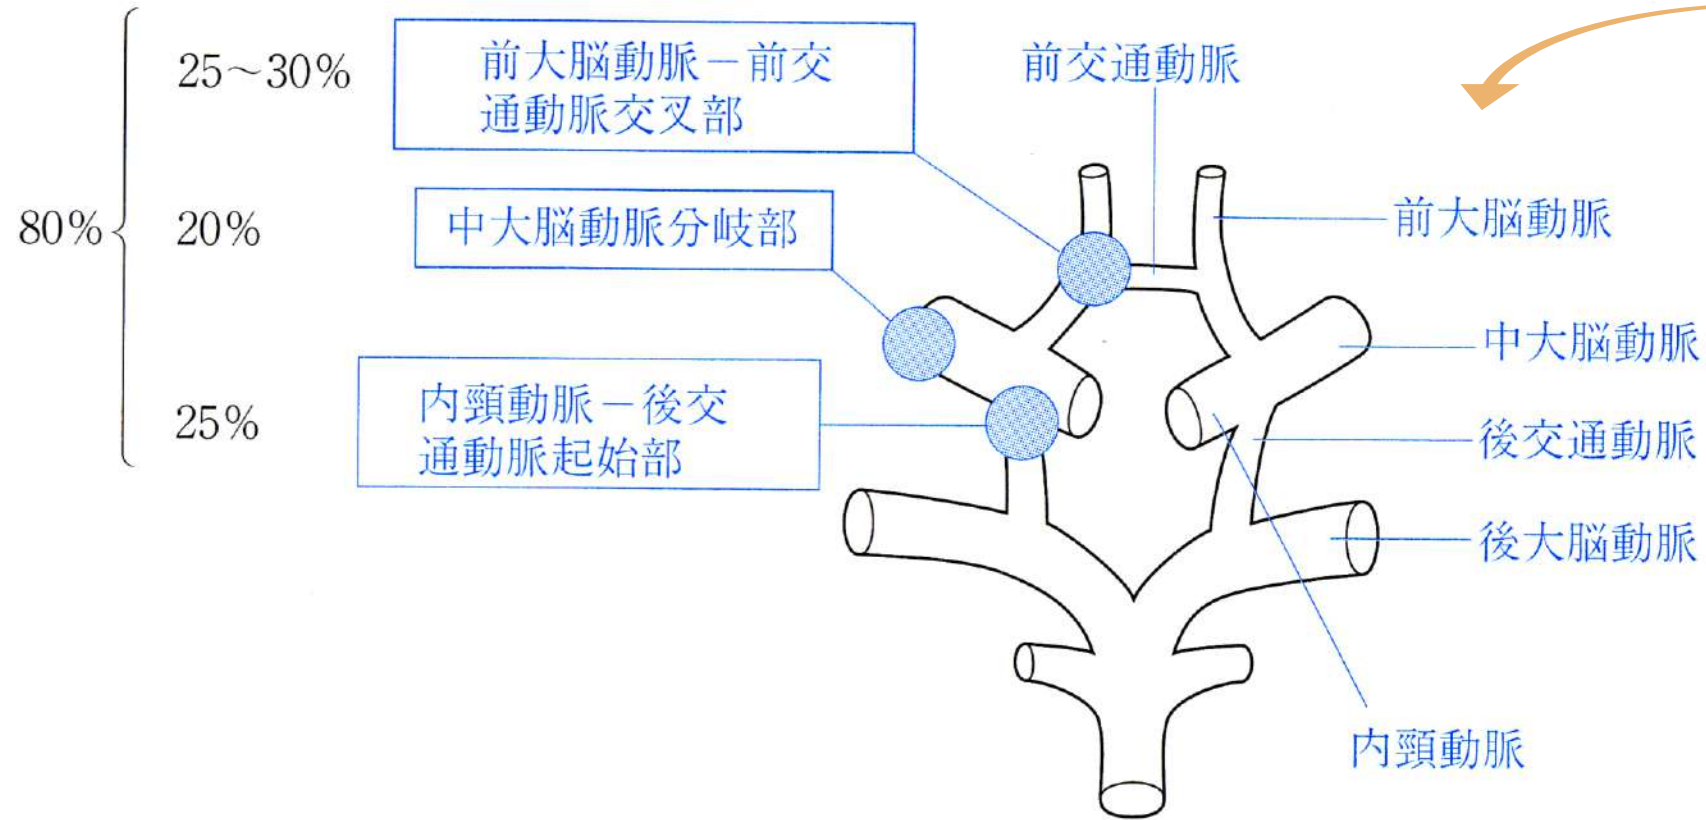 80%
25～30%
前大脳動脈－前交
通動脈交叉部
20%
中大脳動脈分岐部
25%
内頸動脈－後交
通動脈起始部
前交通動脈
前大脳動脈
中大脳動脈
後交通動脈
後大脳動脈
内頸動脈